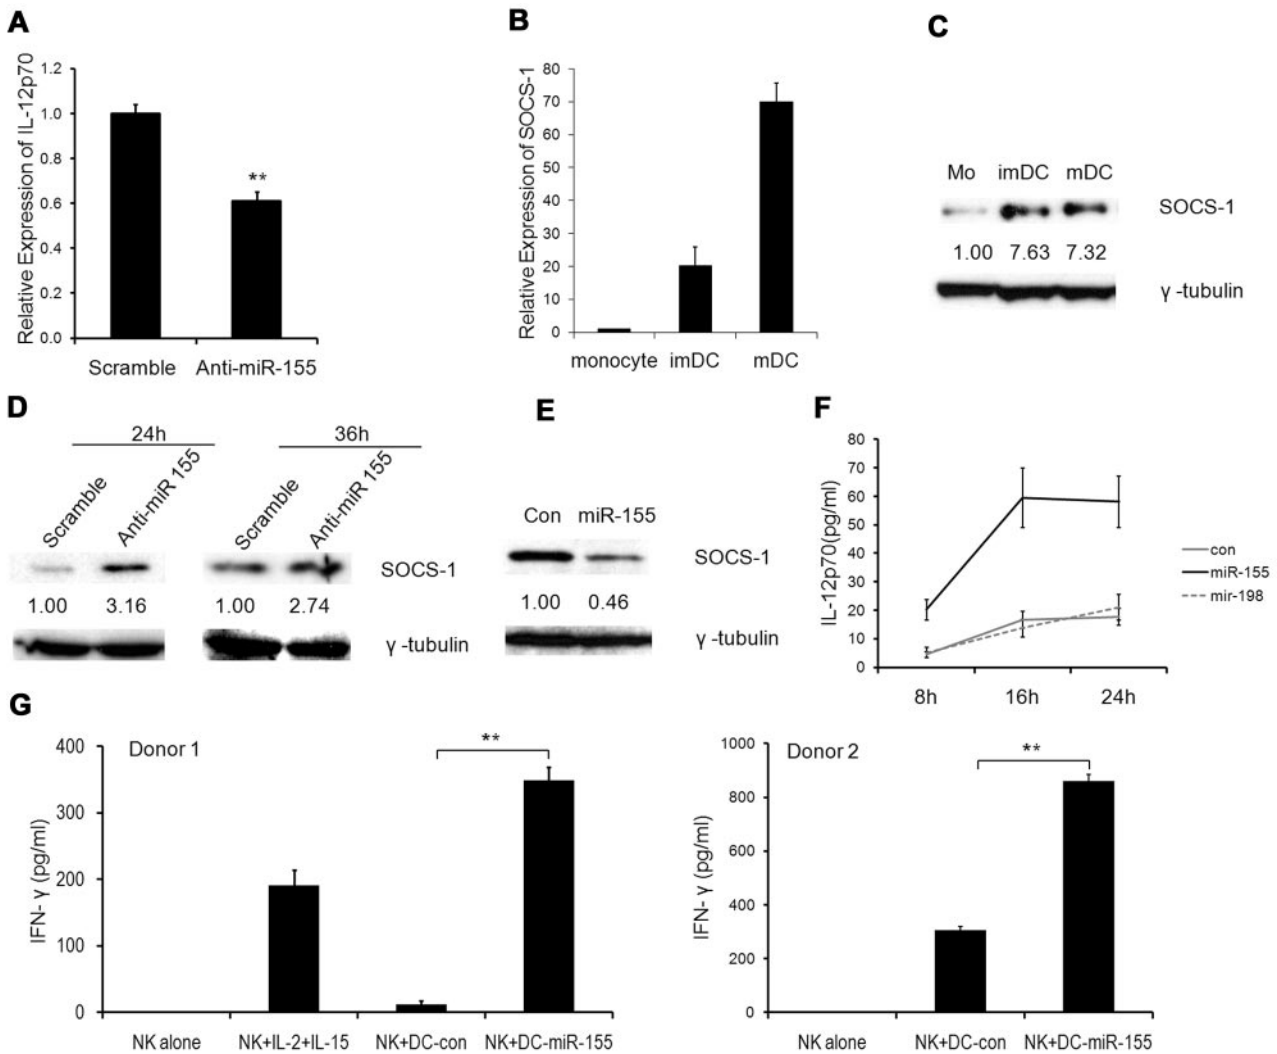 A
Relative Expression of IL-12p70
1.2
1.0
0.8
0.6
0.4
0.2
0.0
**
Scramble Anti-miR-155
B
Relative Expression of SOCS-1
80
70
60
50
40
30
20
10
0
monocyte imDC mDC
C
Mo imDC mDC
SOCS-1
1.00 7.63 7.32
γ -tubulin
D
24h 36h
Scramble Anti-miR 155 Scramble Anti-miR 155
SOCS-1
1.00 3.16 1.00 2.74
γ -tubulin
E
Con miR-155
SOCS-1
1.00 0.46
γ -tubulin
F
IL-12p70(pg/ml)
80
70
60
50
40
30
20
10
0
8h 16h 24h
con
miR-155
mir-198
G
Donor 1
IFN- γ (pg/ml)
400
300
200
100
0
**
NK alone NK+IL-2+IL-15 NK+DC-con NK+DC-miR-155
Donor 2
IFN- γ (pg/ml)
1000
800
600
400
200
0
**
NK alone NK+DC-con NK+DC-miR-155